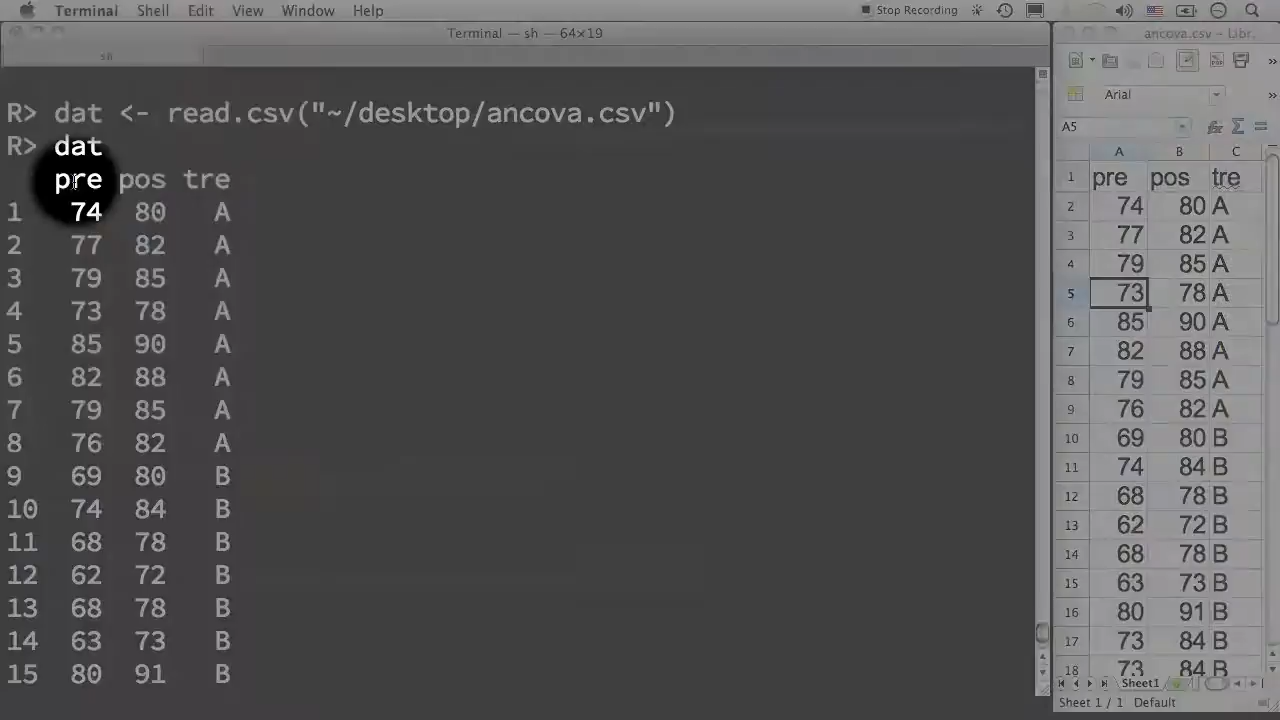 Terminal Shell Edit View Window Help Stop Recording
Terminal — sh — 64×19
sh
R> dat <- read.csv("~/desktop/ancova.csv")
R> dat
pre pos tre
1 74 80 A
2 77 82 A
3 79 85 A
4 73 78 A
5 85 90 A
6 82 88 A
7 79 85 A
8 76 82 A
9 69 80 B
10 74 84 B
11 68 78 B
12 62 72 B
13 68 78 B
14 63 73 B
15 80 91 B
ancova.csv – Libr.
Arial
A5
A B C
1 pre pos tre
2 74 80 A
3 77 82 A
4 79 85 A
5 73 78 A
6 85 90 A
7 82 88 A
8 79 85 A
9 76 82 A
10 69 80 B
11 74 84 B
12 68 78 B
13 62 72 B
14 68 78 B
15 63 73 B
16 80 91 B
17 73 84 B
18 73 84 B
Sheet1
Sheet 1 / 1 Default